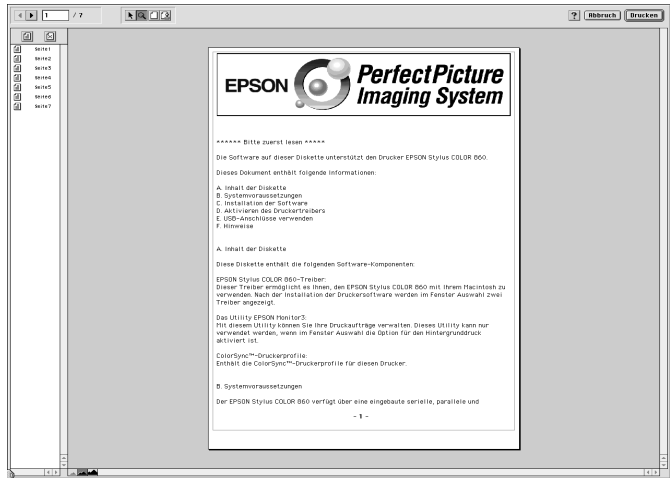 1 / 7
? Abbruch Drucken
Seite1
Seite2
Seite3
Seite4
Seite5
Seite6
Seite7
EPSON PerfectPicture
Imaging System
****** Bitte zuerst lesen *****
Die Software auf dieser Diskette unterstützt den Drucker EPSON Stylus COLOR 860.
Dieses Dokument enthält folgende Informationen:
A. Inhalt der Diskette
B. Systemvoraussetzungen
C. Installation der Software
D. Aktivieren des Druckertreibers
E. USB-Anschlüsse verwenden
F. Hinweise
A. Inhalt der Diskette
Diese Diskette enthält die folgenden Software-Komponenten:
EPSON Stylus COLOR 860-Treiber:
Dieser Treiber ermöglicht es Ihnen, den EPSON Stylus COLOR 860 mit Ihrem Macintosh zu
verwenden. Nach der Installation der Druckersoftware werden im Fenster Auswahl zwei
Treiber angezeigt.
Das Utility EPSON Monitor3:
Mit diesem Utility können Sie Ihre Druckaufträge verwalten. Dieses Utility kann nur
verwendet werden, wenn im Fenster Auswahl die Option für den Hintergrunddruck
aktiviert ist.
ColorSync™-Druckerprofile:
Enthält die ColorSync™-Druckerprofile für diesen Drucker.
B. Systemvoraussetzungen
Der EPSON Stylus COLOR 860 verfügt über eine eingebaute serielle, parallele und
- 1 -